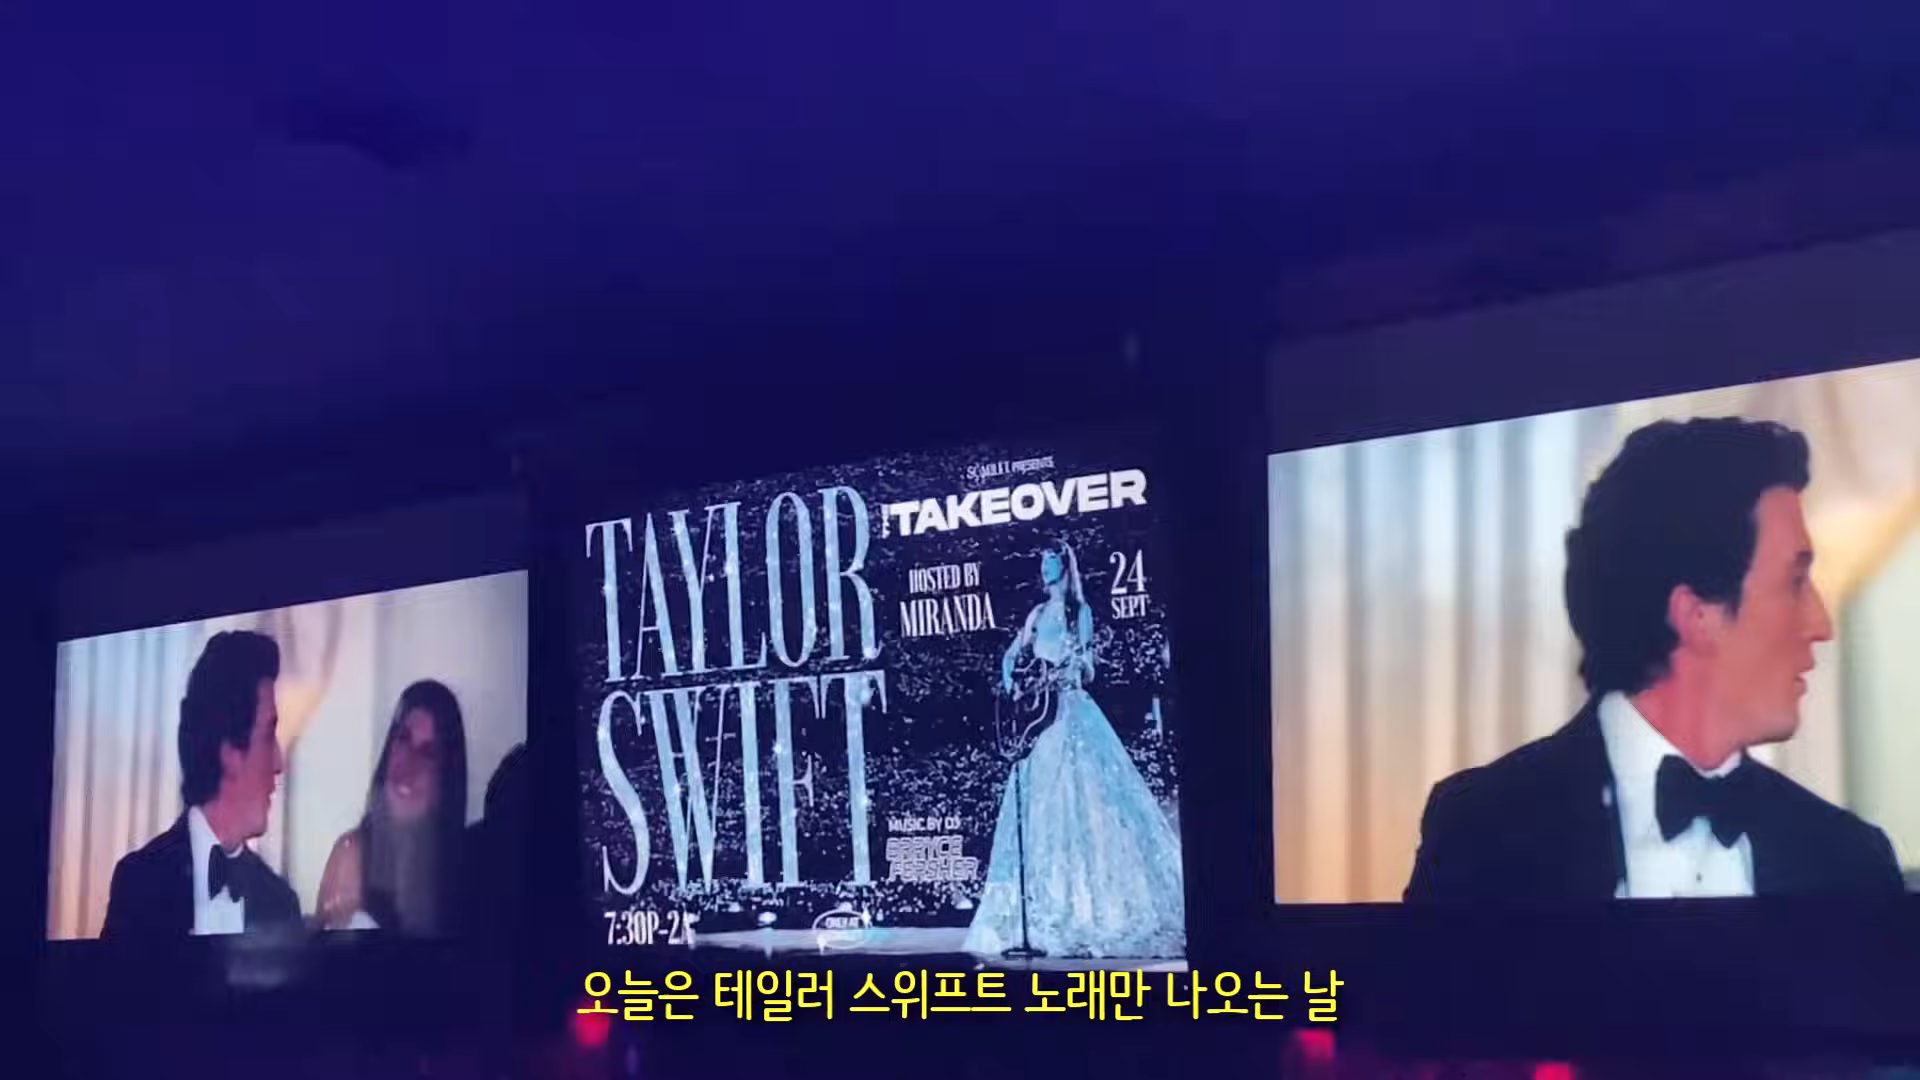 PRESENTS
THE TAKEOVER
TAYLOR
SWIFT
HOSTED BY
MIRANDA
24
SEPT
MUSIC BY DJ
7:30P-2A
오늘은 테일러 스위프트 노래만 나오는 날